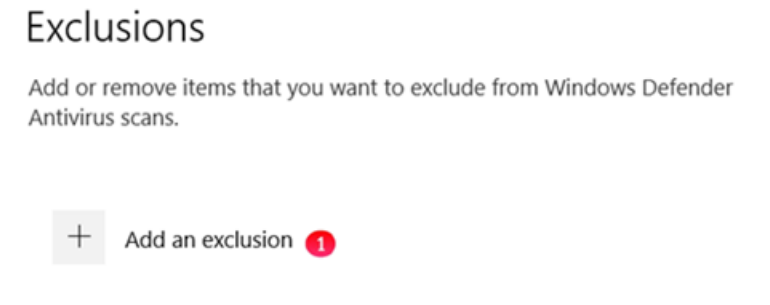 Exclusions
Add or remove items that you want to exclude from Windows Defender
Antivirus scans.
+ Add an exclusion 1